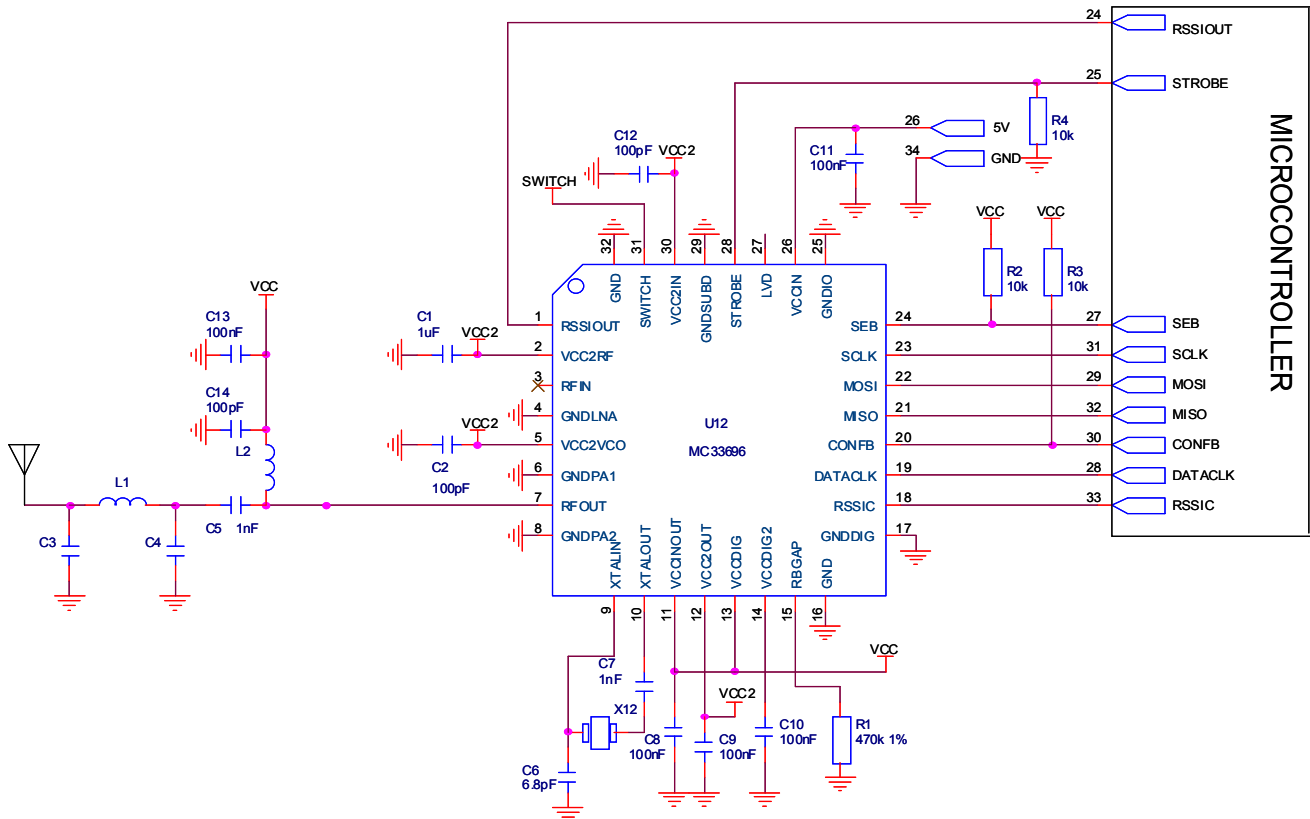 24
RSSIOUT
25
STROBE
R4
10k
26
5V
34
GND
C11
100nF
C12
100pF
VCC2
SWITCH
VCC
VCC
R2
10k
R3
10k
MICROCONTROLLER
32
31
30
29
28
27
26
25
GND
SWITCH
VCC2IN
GNDSUBD
STROBE
LVD
VCCIN
GNDIO
VCC
C13
100nF
C14
100pF
L2
C1
1uF
VCC2
C2
100pF
VCC2
L1
C3
C4
C5
1nF
1
RSSIOUT
2
VCC2RF
3
RFIN
4
GNDLNA
5
VCC2VCO
6
GNDPA1
7
RFOUT
8
GNDPA2
U12
MC33696
SEB
24
27
SEB
SCLK
23
31
SCLK
MOSI
22
29
MOSI
MISO
21
32
MISO
CONFB
20
30
CONFB
DATACLK
19
28
DATACLK
RSSIC
18
33
RSSIC
GNDDIG
17
XTALIN
XTALOUT
VCCINOUT
VCC2OUT
VCCDIG
VCCDIG2
RBGAP
GND
9
10
11
12
13
14
15
16
C7
1nF
X12
C6
6.8pF
C8
100nF
VCC2
C9
100nF
C10
100nF
VCC
R1
470k 1%